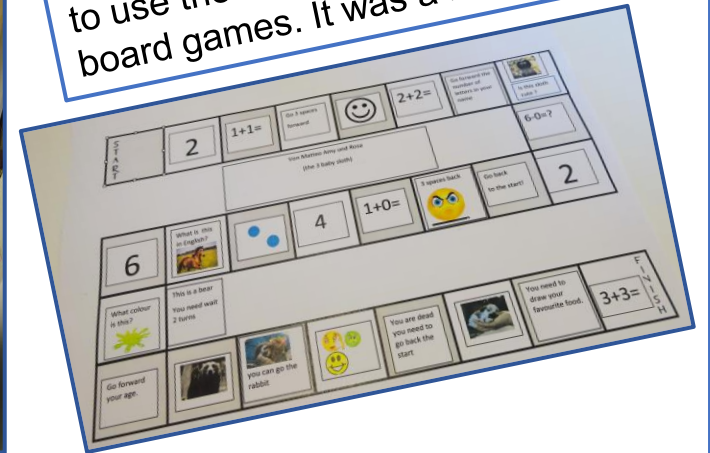 to use the
board games. It was a
START
2
1+1=
Go 3 spaces
forward
2+2=
Go forward the
number of
letters in your
name.
Is this sloth
cute ?
6-0=?
Matteo Amy and Rose
(the 3 baby sloth)
2
Go back
to the start!
3 spaces back
1+0=
4
What is this
in English?
6
What colour
is this?
This is a bear
You need wait
2 turns
Go forward
your age.
you can go the
rabbit
You are dead
you need to
go back the
start
You need to
draw your
favourite food.
3+3=
FINISH